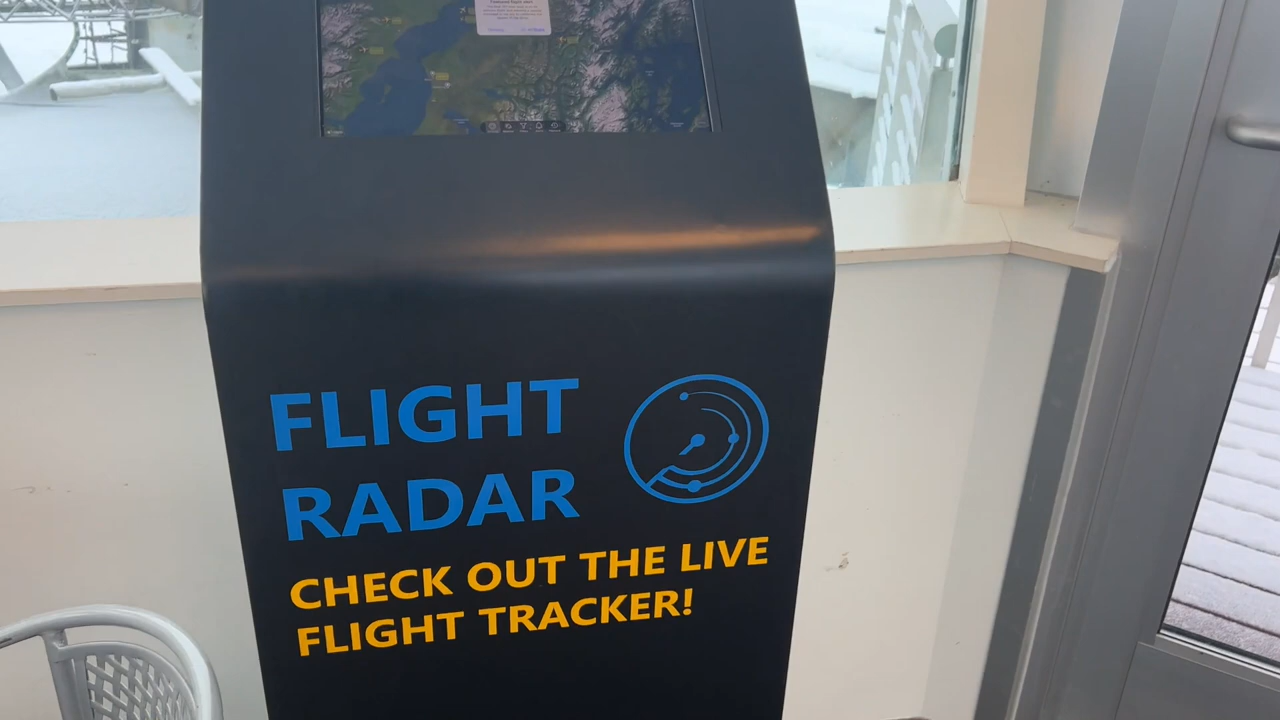 FLIGHT
RADAR
CHECK OUT THE LIVE
FLIGHT TRACKER!